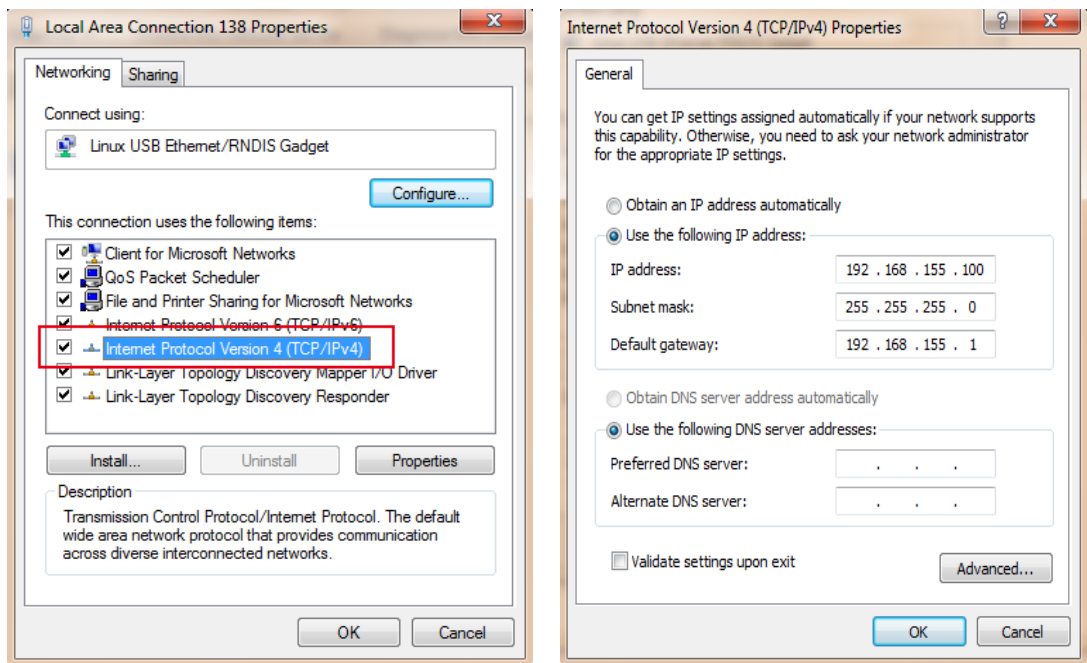 Local Area Connection 138 Properties
Networking
Sharing
Connect using:
Linux USB Ethernet/RNDIS Gadget
Configure...
This connection uses the following items:
Client for Microsoft Networks
QoS Packet Scheduler
File and Printer Sharing for Microsoft Networks
Internet Protocol Version 6 (TCP/IPv6)
Internet Protocol Version 4 (TCP/IPv4)
Link-Layer Topology Discovery Mapper I/O Driver
Link-Layer Topology Discovery Responder
Install...
Uninstall
Properties
Description
Transmission Control Protocol/Internet Protocol. The default
wide area network protocol that provides communication
across diverse interconnected networks.
OK
Cancel
Internet Protocol Version 4 (TCP/IPv4) Properties
General
You can get IP settings assigned automatically if your network supports
this capability. Otherwise, you need to ask your network administrator
for the appropriate IP settings.
Obtain an IP address automatically
Use the following IP address:
IP address: 192 . 168 . 155 . 100
Subnet mask: 255 . 255 . 255 . 0
Default gateway: 192 . 168 . 155 . 1
Obtain DNS server address automatically
Use the following DNS server addresses:
Preferred DNS server: . . .
Alternate DNS server: . . .
Validate settings upon exit
Advanced...
OK
Cancel